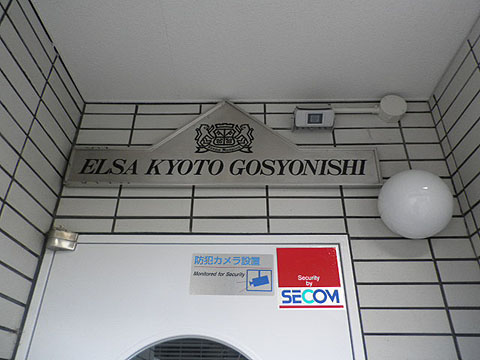 ELSA KYOTO GOSYONISHI
防犯カメラ設置
Monitored for Security
Security
by
SECOM